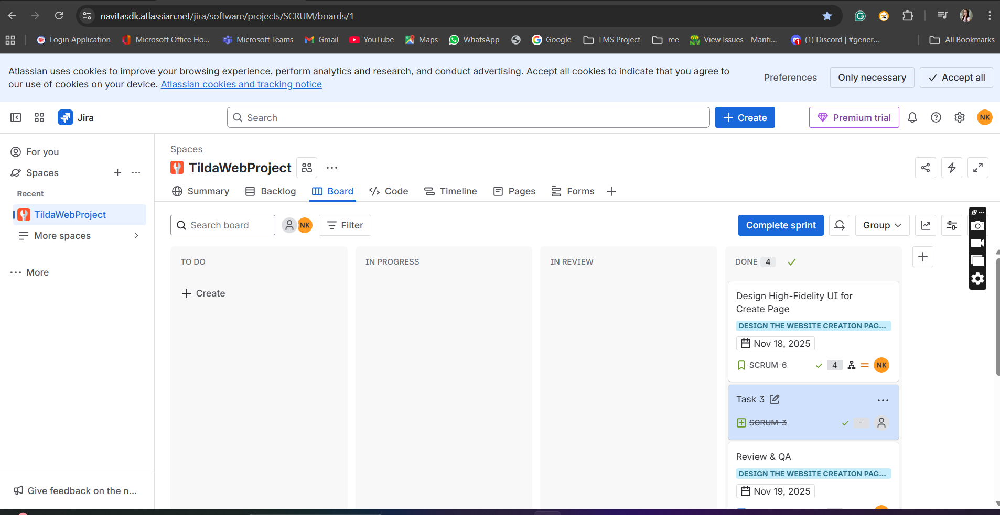 navitasdk.atlassian.net/jira/software/projects/SCRUM/boards/1
Login Application
Microsoft Office Ho...
Microsoft Teams
Gmail
YouTube
Maps
WhatsApp
Google
LMS Project
ree
View Issues - Manti...
(1) Discord | #gener...
All Bookmarks
Atlassian uses cookies to improve your browsing experience, perform analytics and research, and conduct advertising. Accept all cookies to indicate that you agree to
our use of cookies on your device. Atlassian cookies and tracking notice
Preferences
Only necessary
Accept all
Jira
Search
Create
Premium trial
NK
For you
Spaces
Recent
TildaWebProject
More spaces
More
Give feedback on the n...
Spaces
TildaWebProject
Summary
Backlog
Board
Code
Timeline
Pages
Forms
Search board
NK
Filter
Complete sprint
Group
TO DO
Create
IN PROGRESS
IN REVIEW
DONE 4
Design High-Fidelity UI for
Create Page
DESIGN THE WEBSITE CREATION PAG...
Nov 18, 2025
SCRUM-6
4
NK
Task 3
SCRUM-3
-
Review & QA
DESIGN THE WEBSITE CREATION PAG...
Nov 19, 2025